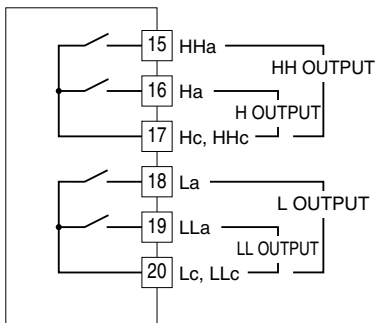 15 HHa
HH OUTPUT
16 Ha
H OUTPUT
17 Hc, HHc
18 La
L OUTPUT
19 LLa
LL OUTPUT
20 Lc, LLc